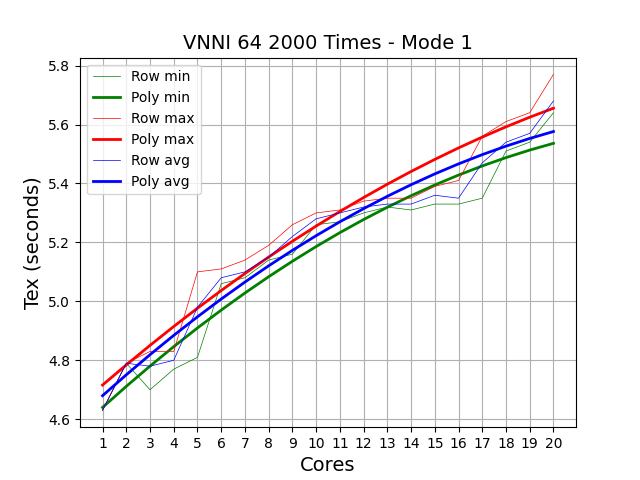 VNNI 64 2000 Times - Mode 1
Row min
Poly min
Row max
Poly max
Row avg
Poly avg
Tex (seconds)
5.8
5.6
5.4
5.2
5.0
4.8
4.6
1 2 3 4 5 6 7 8 9 10 11 12 13 14 15 16 17 18 19 20
Cores